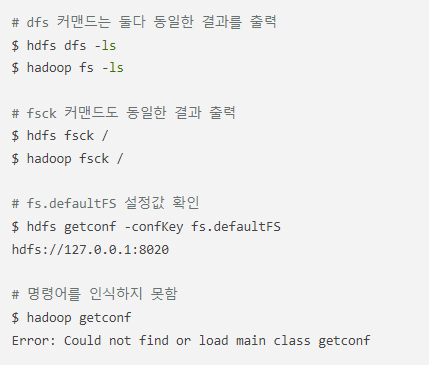 # dfs 커맨드는 둘다 동일한 결과를 출력
$ hdfs dfs -ls
$ hadoop fs -ls
# fsck 커맨드도 동일한 결과 출력
$ hdfs fsck /
$ hadoop fsck /
# fs.defaultFS 설정값 확인
$ hdfs getconf -confKey fs.defaultFS
hdfs://127.0.0.1:8020
# 명령어를 인식하지 못함
$ hadoop getconf
Error: Could not find or load main class getconf